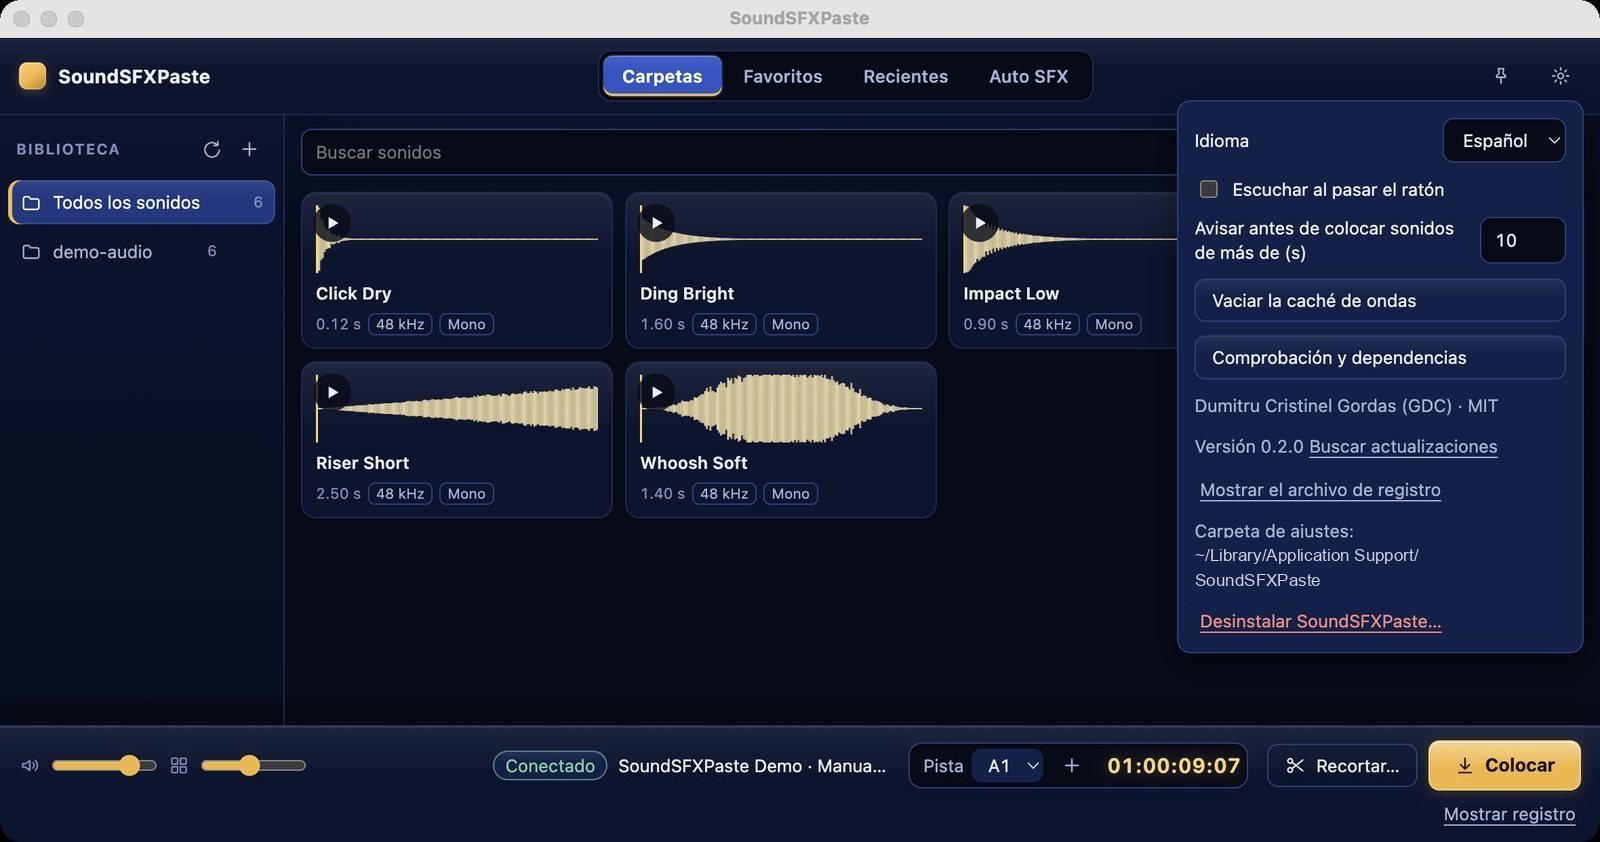 SoundSFXPaste
SoundSFXPaste
Carpetas
Favoritos
Recientes
Auto SFX
BIBLIOTECA
Todos los sonidos 6
demo-audio 6
Buscar sonidos
Click Dry
0.12 s 48 kHz Mono
Ding Bright
1.60 s 48 kHz Mono
Impact Low
0.90 s 48 kHz Mono
Riser Short
2.50 s 48 kHz Mono
Whoosh Soft
1.40 s 48 kHz Mono
Idioma Español
Escuchar al pasar el ratón
Avisar antes de colocar sonidos
de más de (s)
10
Vaciar la caché de ondas
Comprobación y dependencias
Dumitru Cristinel Gordas (GDC) · MIT
Versión 0.2.0 Buscar actualizaciones
Mostrar el archivo de registro
Carpeta de ajustes:
~/Library/Application Support/
SoundSFXPaste
Desinstalar SoundSFXPaste...
Conectado
SoundSFXPaste Demo · Manua...
Pista A1
01:00:09:07
Recortar...
Colocar
Mostrar registro